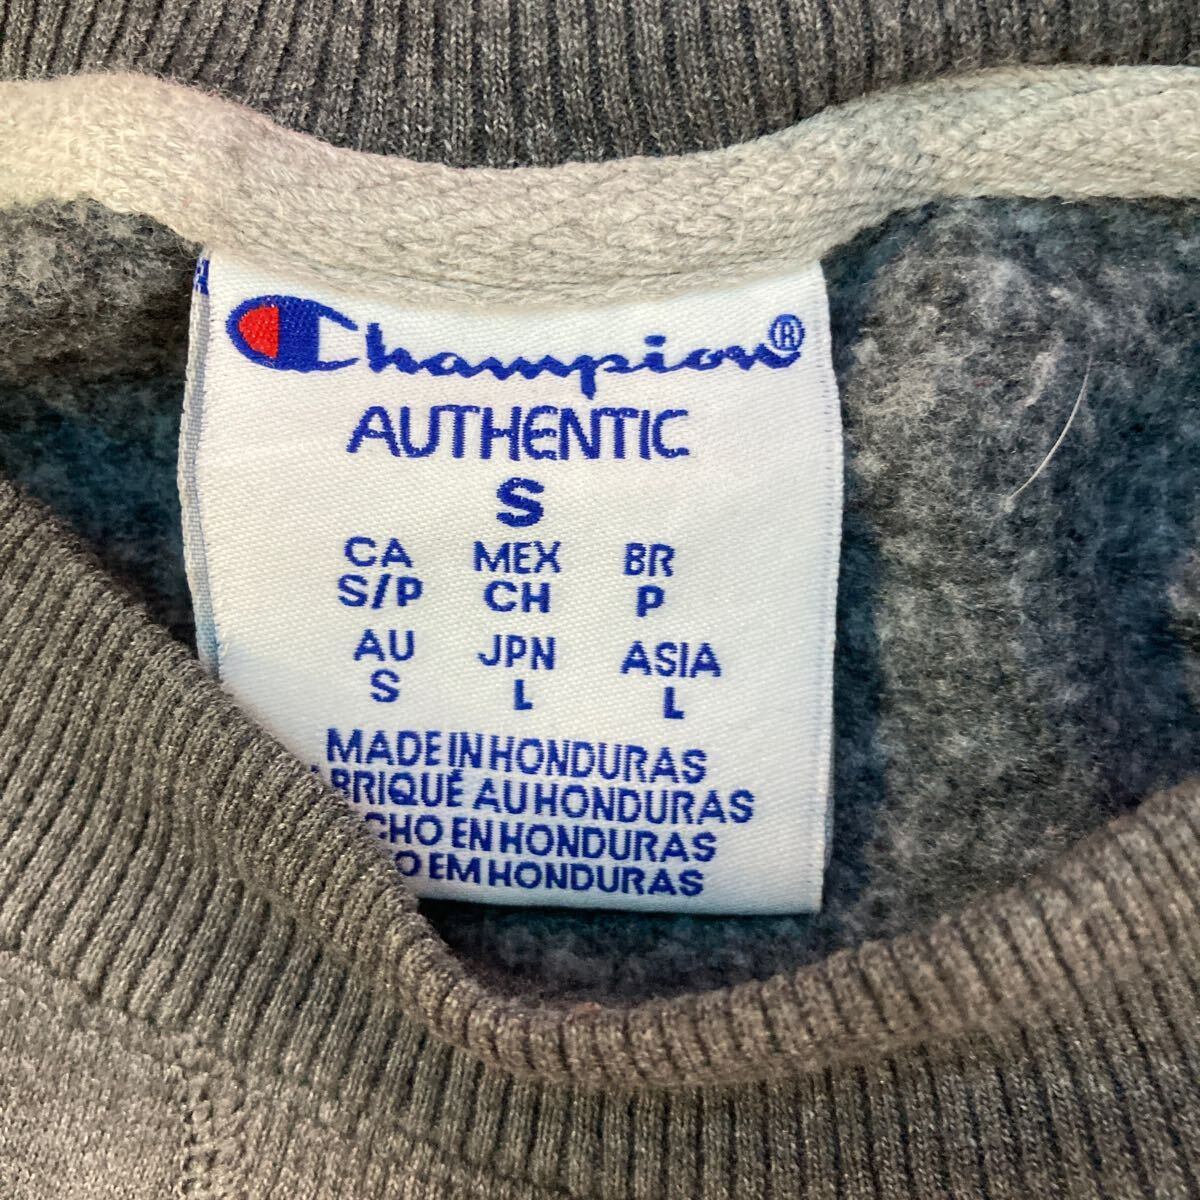 Champion®
AUTHENTIC
S
CA MEX BR
S/P CH P
AU JPN ASIA
S L L
MADE IN HONDURAS
ABRIQUÉ AU HONDURAS
CHO EN HONDURAS
O EM HONDURAS